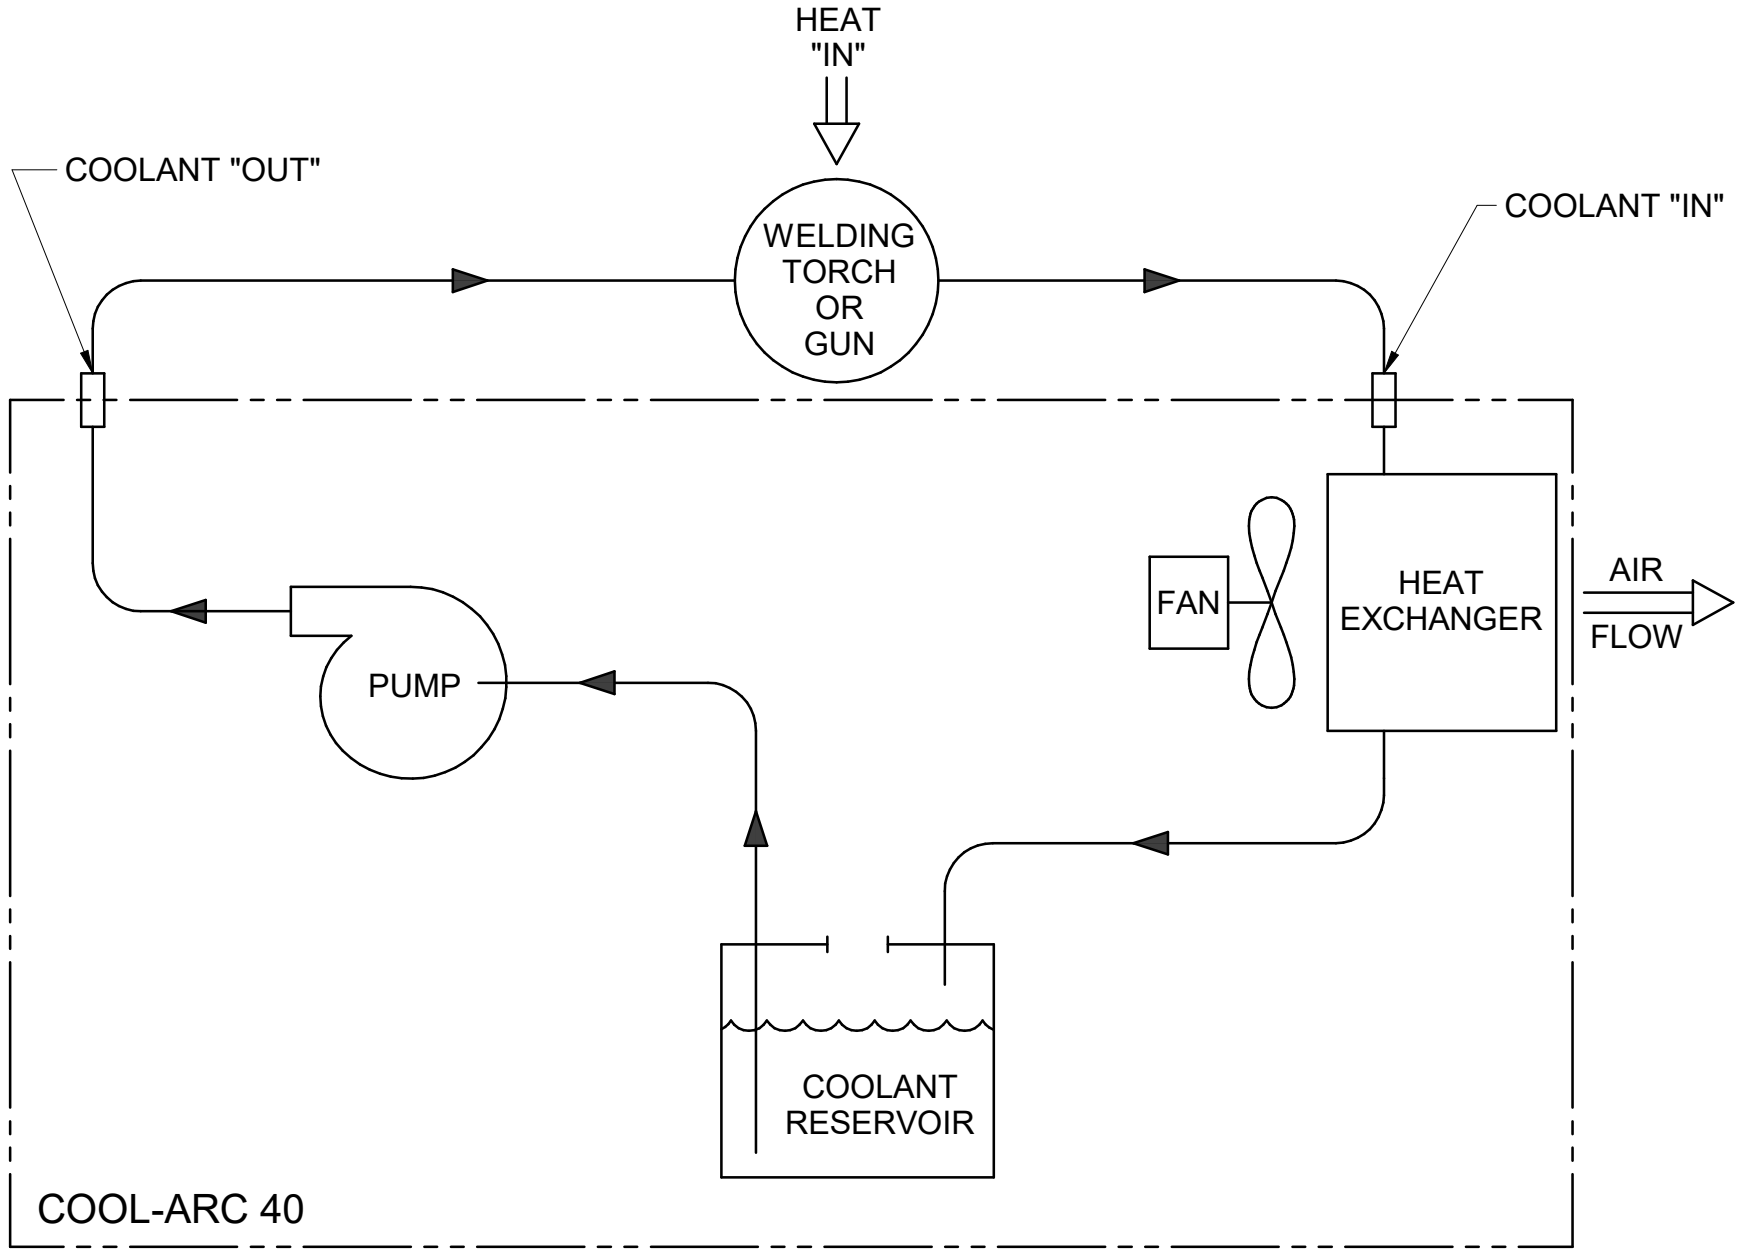 HEAT
"IN"
COOLANT "OUT"
COOLANT "IN"
WELDING
TORCH
OR
GUN
AIR
FLOW
HEAT
EXCHANGER
FAN
PUMP
COOLANT
RESERVOIR
COOL-ARC 40